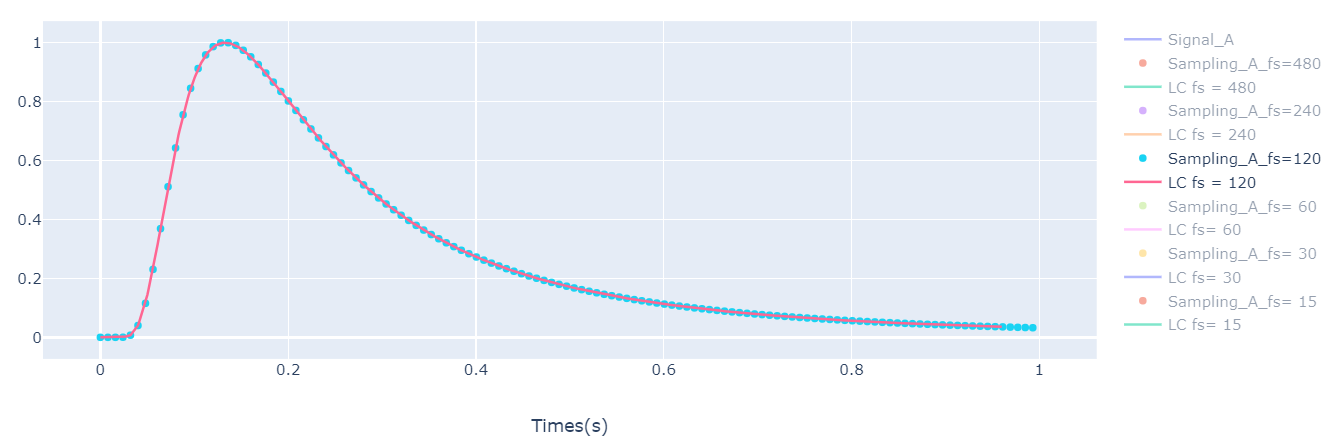 1
0.8
0.6
0.4
0.2
0
0 0.2 0.4 0.6 0.8 1
Times(s)
Signal_A
Sampling_A_fs=480
LC fs = 480
Sampling_A_fs=240
LC fs = 240
Sampling_A_fs=120
LC fs = 120
Sampling_A_fs= 60
LC fs= 60
Sampling_A_fs= 30
LC fs= 30
Sampling_A_fs= 15
LC fs= 15